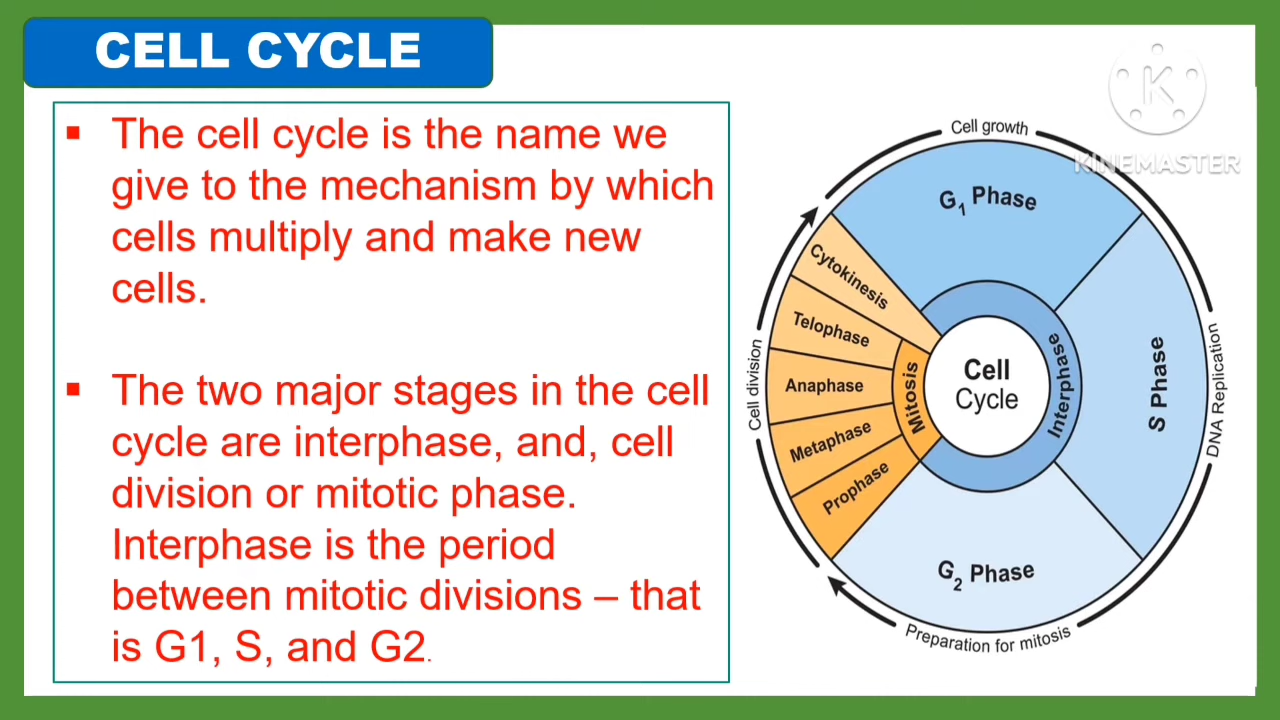 CELL CYCLE
▪ The cell cycle is the name we
give to the mechanism by which
cells multiply and make new
cells.
▪ The two major stages in the cell
cycle are interphase, and, cell
division or mitotic phase.
Interphase is the period
between mitotic divisions – that
is G1, S, and G2.
K
KINEMASTER
Cell growth
G1 Phase
S Phase
DNA Replication
G2 Phase
Preparation for mitosis
Cell division
Cytokinesis
Telophase
Anaphase
Metaphase
Prophase
Mitosis
Interphase
Cell
Cycle